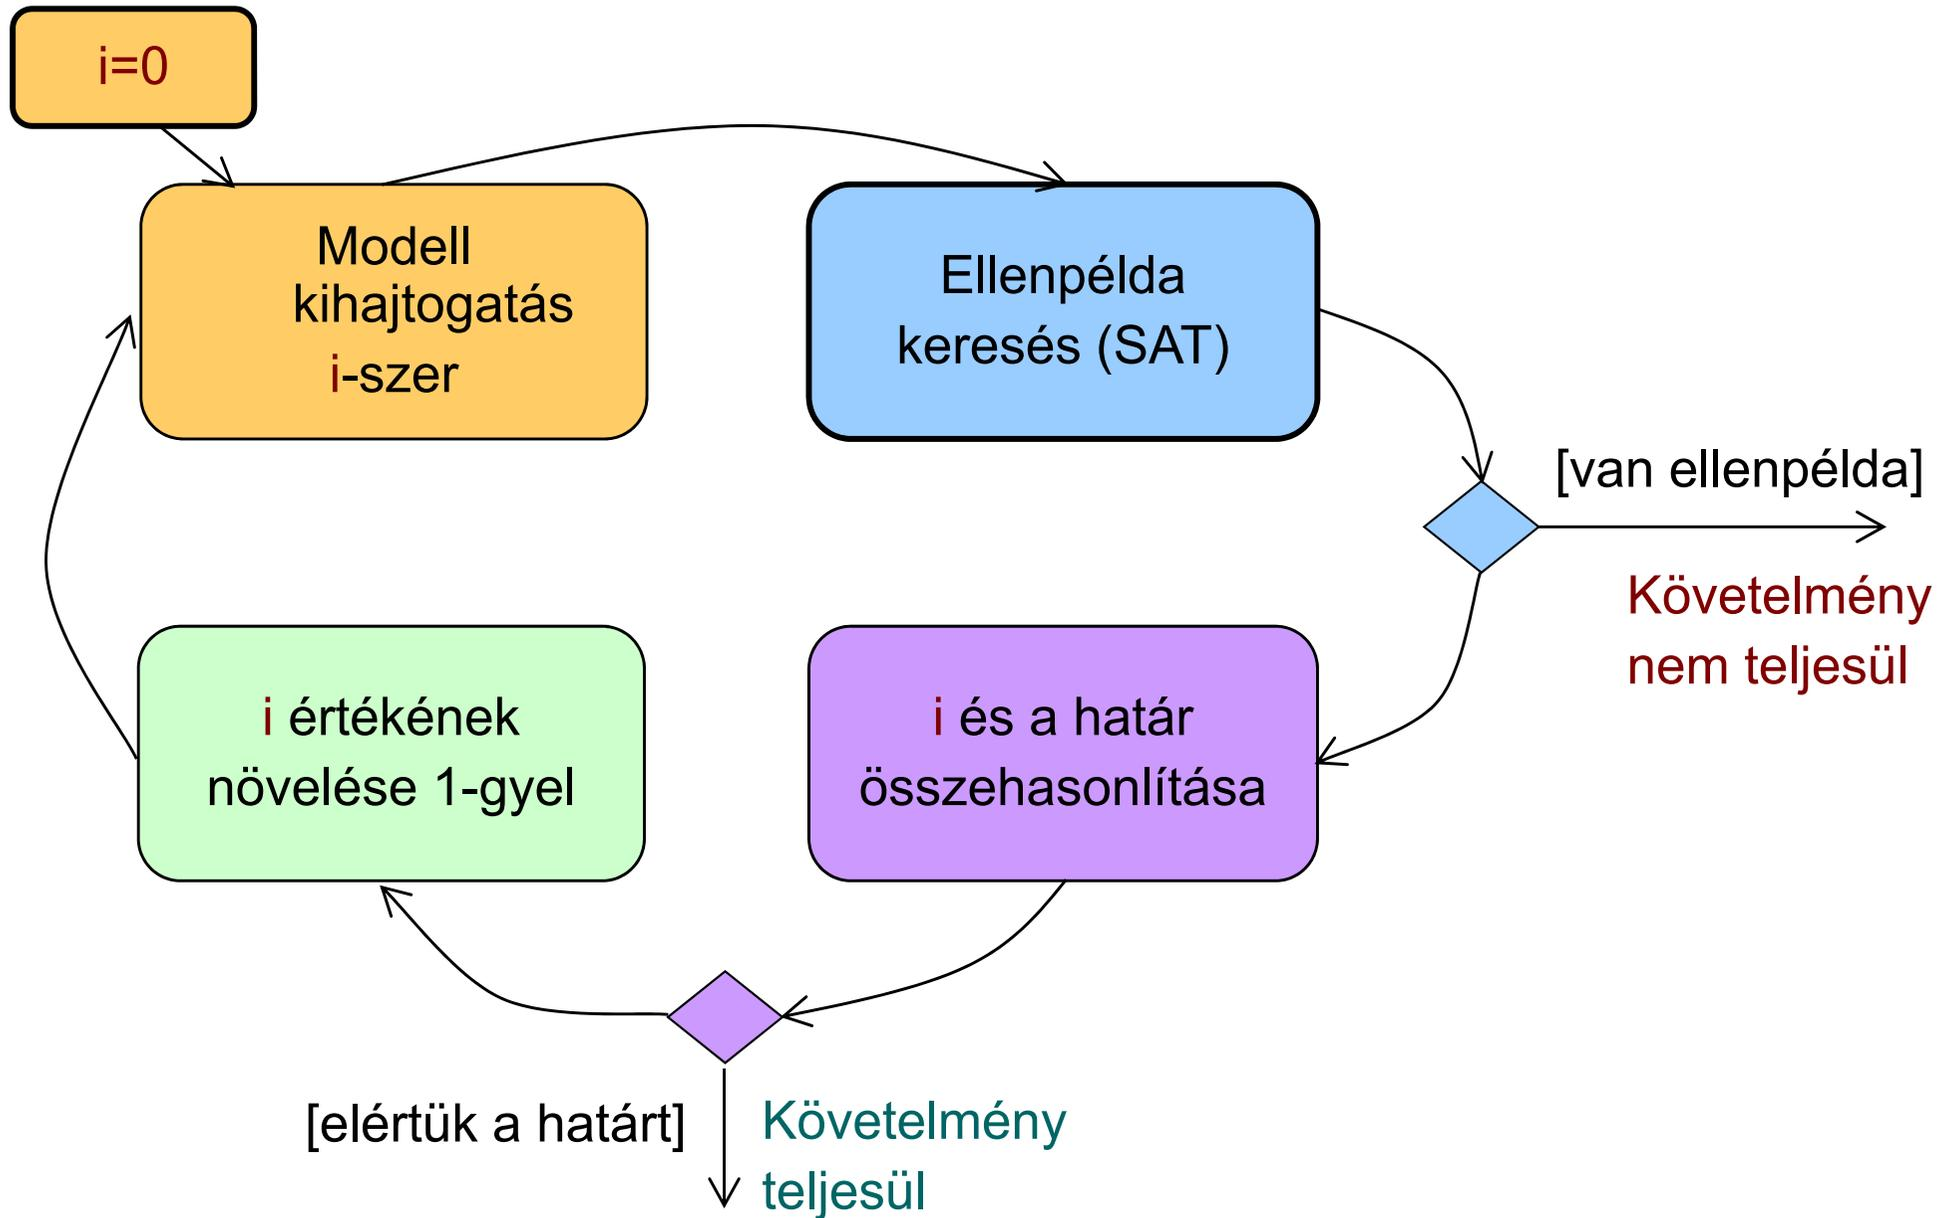 i=0
Modell
kihajtogatás
i-szer
Ellenpélda
keresés (SAT)
[van ellenpélda]
Követelmény
nem teljesül
i értékének
növelése 1-gyel
i és a határ
összehasonlítása
[elértük a határt]
Követelmény
teljesül